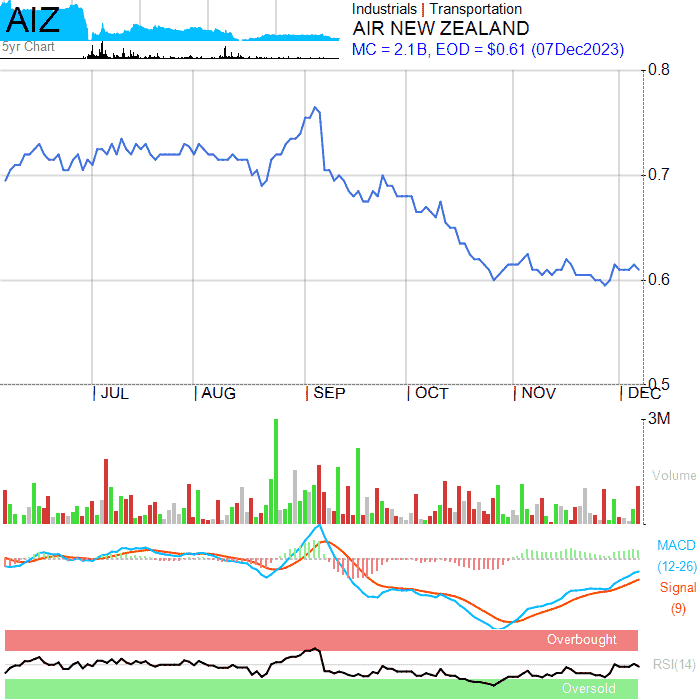 AIZ
5yr Chart
Industrials | Transportation
AIR NEW ZEALAND
MC = 2.1B, EOD = $0.61 (07Dec2023)
0.8
0.7
0.6
0.5
JUL AUG SEP OCT NOV DEC
3M
Volume
MACD
(12-26)
Signal
(9)
Overbought
RSI(14)
Oversold